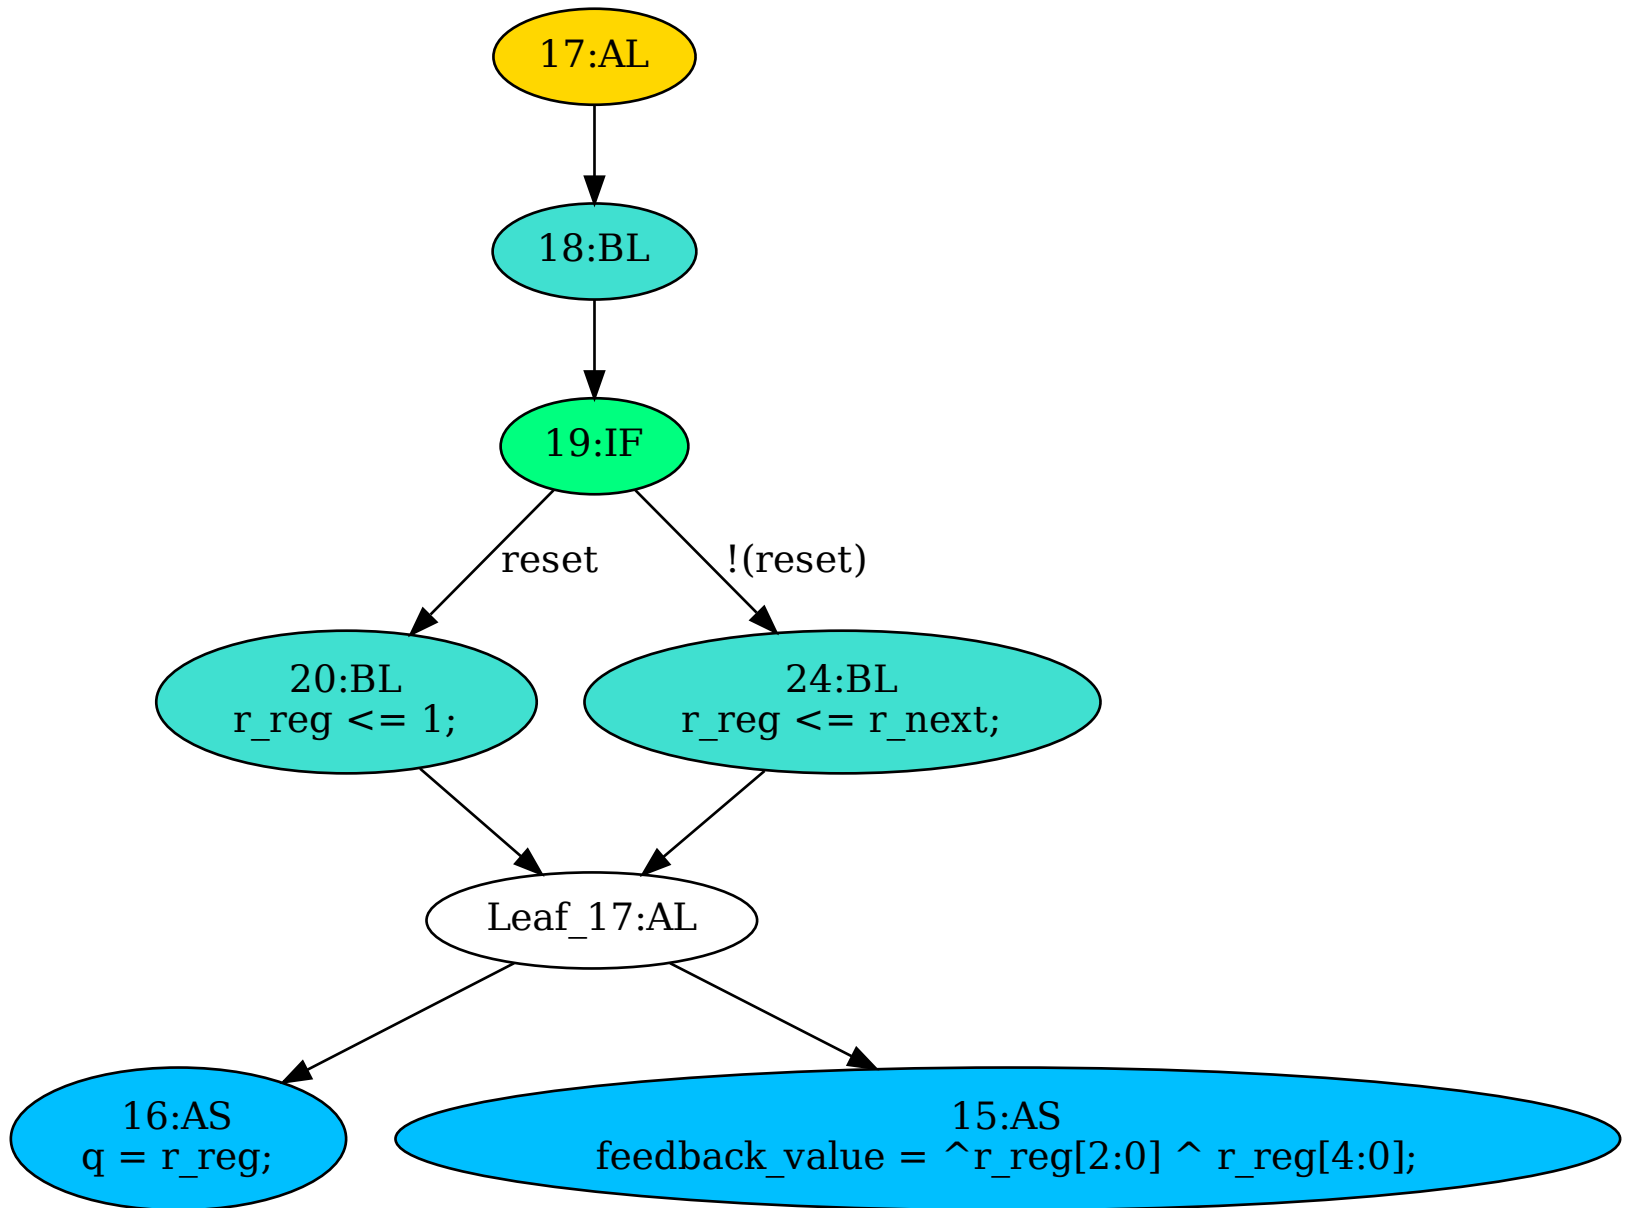 17:AL
18:BL
19:IF
reset
!(reset)
20:BL
r_reg <= 1;
24:BL
r_reg <= r_next;
Leaf_17:AL
16:AS
q = r_reg;
15:AS
feedback_value = ^r_reg[2:0] ^ r_reg[4:0];